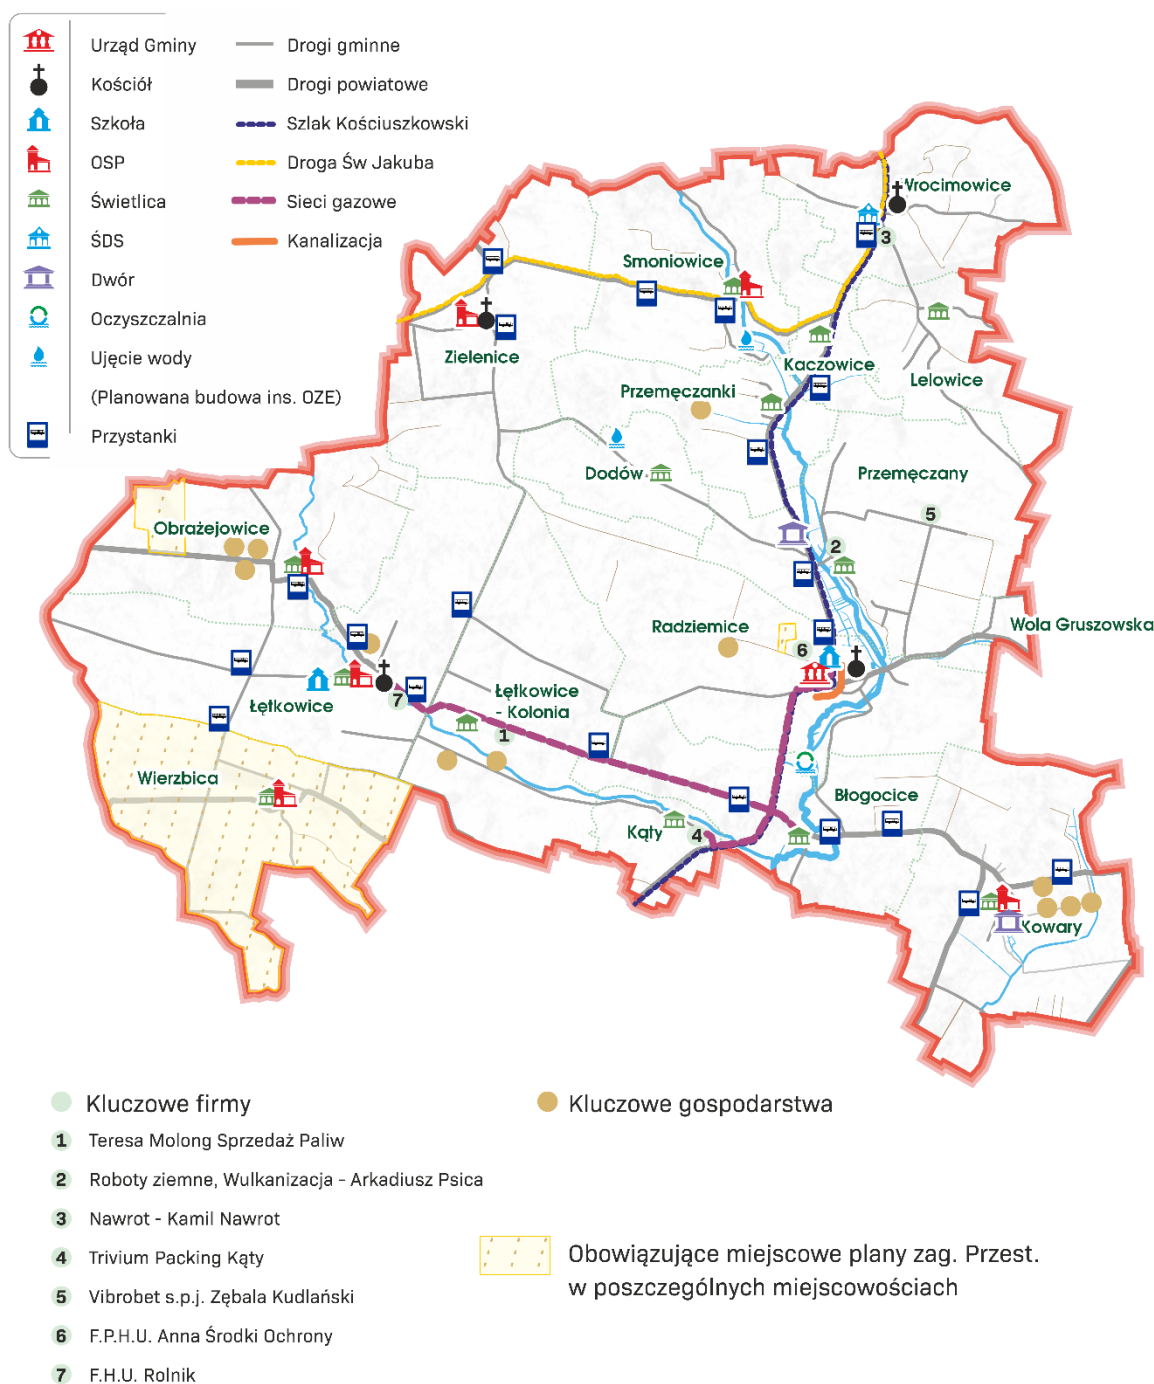 Urząd Gminy
Kościół
Szkoła
OSP
Świetlica
ŚDS
Dwór
Oczyszczalnia
Ujęcie wody
(Planowana budowa ins. OZE)
Przystanki
Drogi gminne
Drogi powiatowe
Szlak Kościuszkowski
Droga Św Jakuba
Sieci gazowe
Kanalizacja
Wrocimowice
3
Smoniowice
Zielenice
Kaczowice
Lelowice
Przemęczanki
Dodów
Przemęczany
5
Obrażejowice
2
Radziemice
Wola Gruszowska
6
Łętkowice
7
Łętkowice
- Kolonia
1
Wierzbica
Błogocice
Kąty
4
Kowary
Kluczowe firmy
1 Teresa Molong Sprzedaż Paliw
2 Roboty ziemne, Wulkanizacja - Arkadiusz Psica
3 Nawrot - Kamil Nawrot
4 Trivium Packing Kąty
5 Vibrobet s.p.j. Zębala Kudlański
6 F.P.H.U. Anna Środki Ochrony
7 F.H.U. Rolnik
Kluczowe gospodarstwa
Obowiązujące miejscowe plany zag. Przest.
w poszczególnych miejscowościach